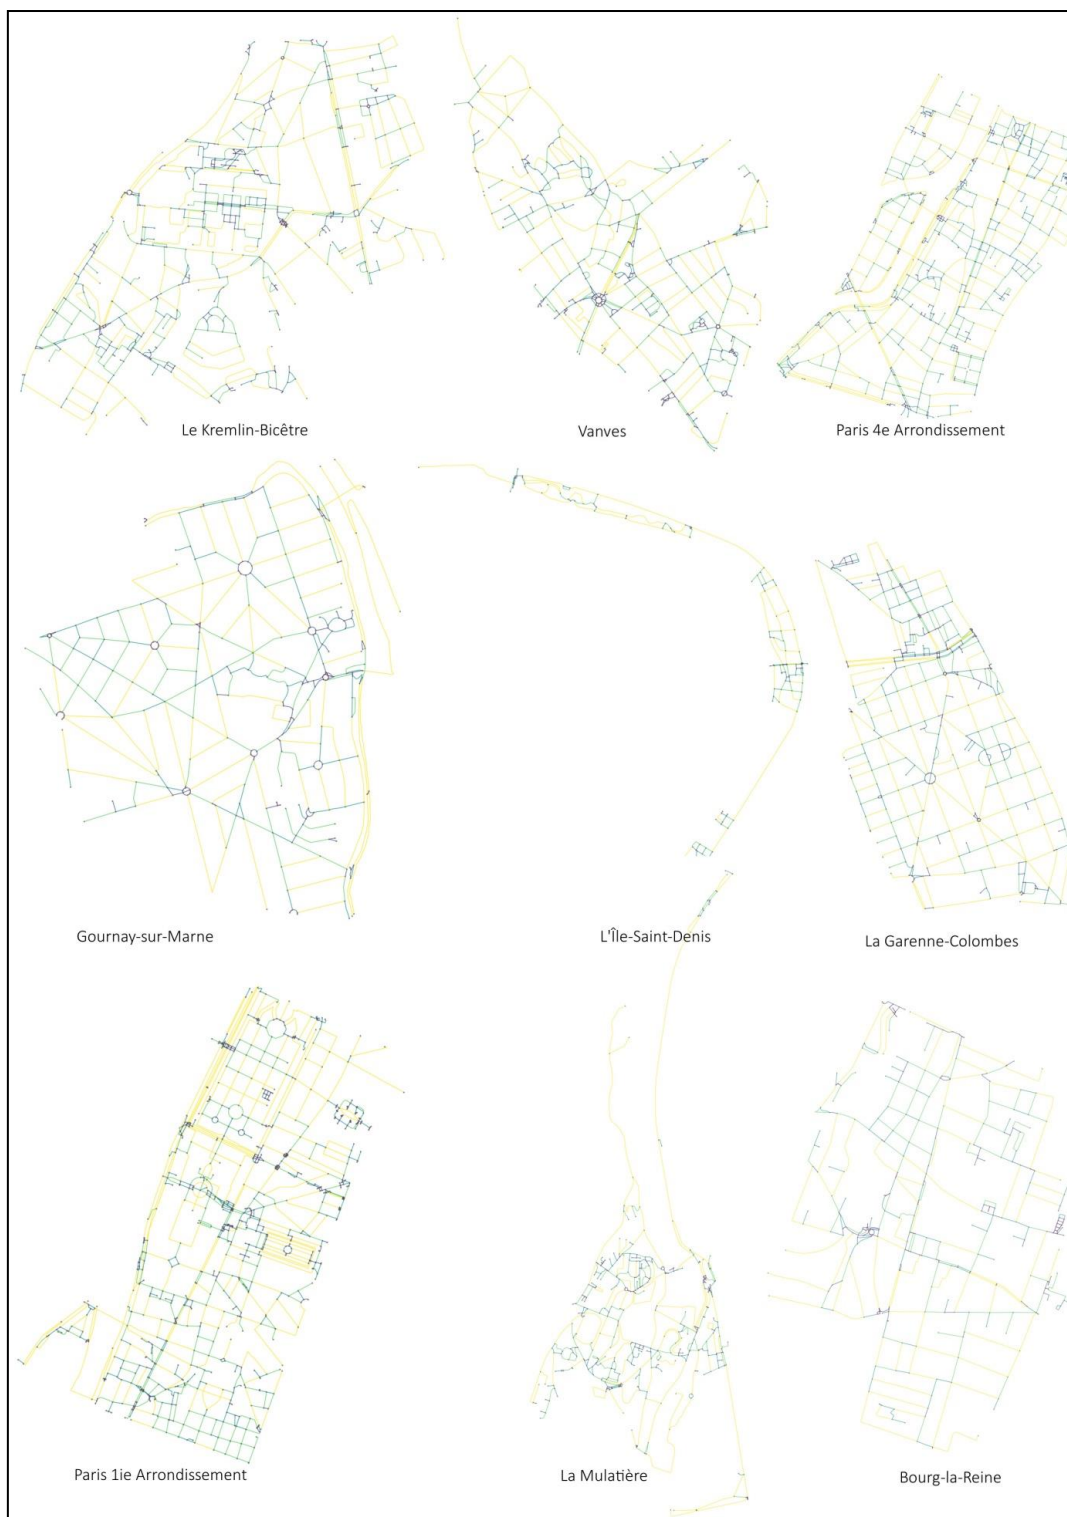 Le Kremlin-Bicêtre
Vanves
Paris 4e Arrondissement
Gournay-sur-Marne
L'Île-Saint-Denis
La Garenne-Colombes
Paris 1ie Arrondissement
La Mulatière
Bourg-la-Reine